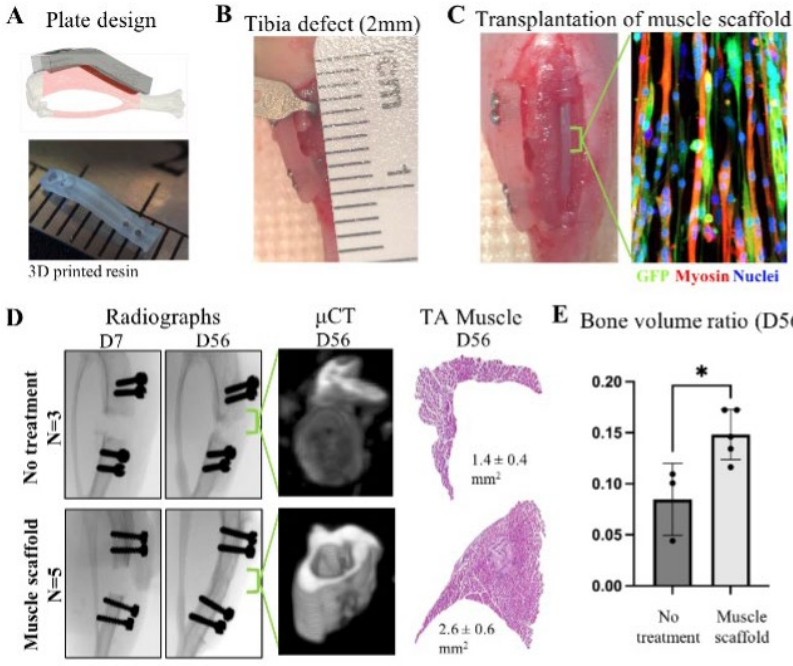 A
Plate design
3D printed resin
B
Tibia defect (2mm)
cm
1
C
Transplantation of muscle scaffold
GFP Myosin Nuclei
D
Radiographs
D7
D56
µCT
D56
TA Muscle
D56
No treatment
N=3
1.4 ± 0.4
mm²
Muscle scaffold
N=5
2.6 ± 0.6
mm²
E
Bone volume ratio (D56
*
0.20
0.15
0.10
0.05
0.00
No
treatment
Muscle
scaffold